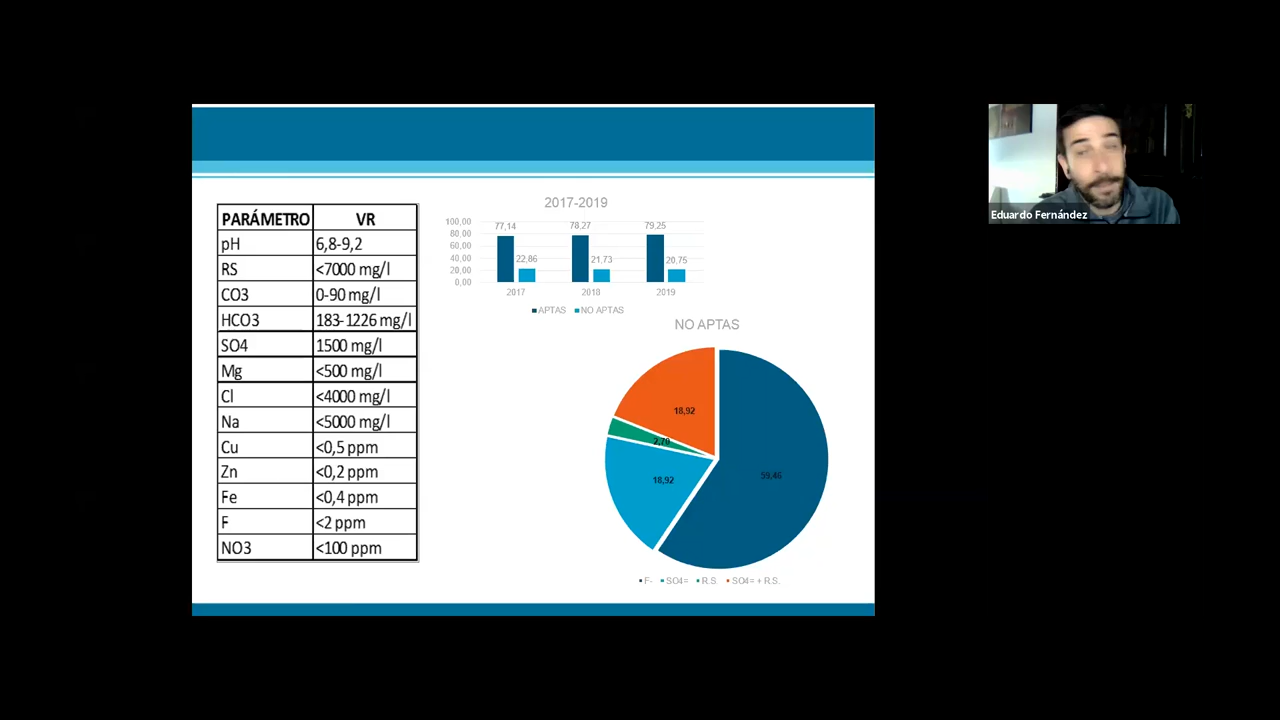 PARÁMETRO VR
pH 6,8-9,2
RS <7000 mg/l
CO3 0-90 mg/l
HCO3 183-1226 mg/l
SO4 1500 mg/l
Mg <500 mg/l
Cl <4000 mg/l
Na <5000 mg/l
Cu <0,5 ppm
Zn <0,2 ppm
Fe <0,4 ppm
F <2 ppm
NO3 <100 ppm
2017-2019
100,00
80,00
60,00
40,00
20,00
0,00
77,14 78,27 79,25
22,86 21,73 20,75
2017 2018 2019
APTAS NO APTAS
NO APTAS
18,92
2,70
18,92
59,46
F- SO4= R.S. SO4= + R.S.
Eduardo Fernández